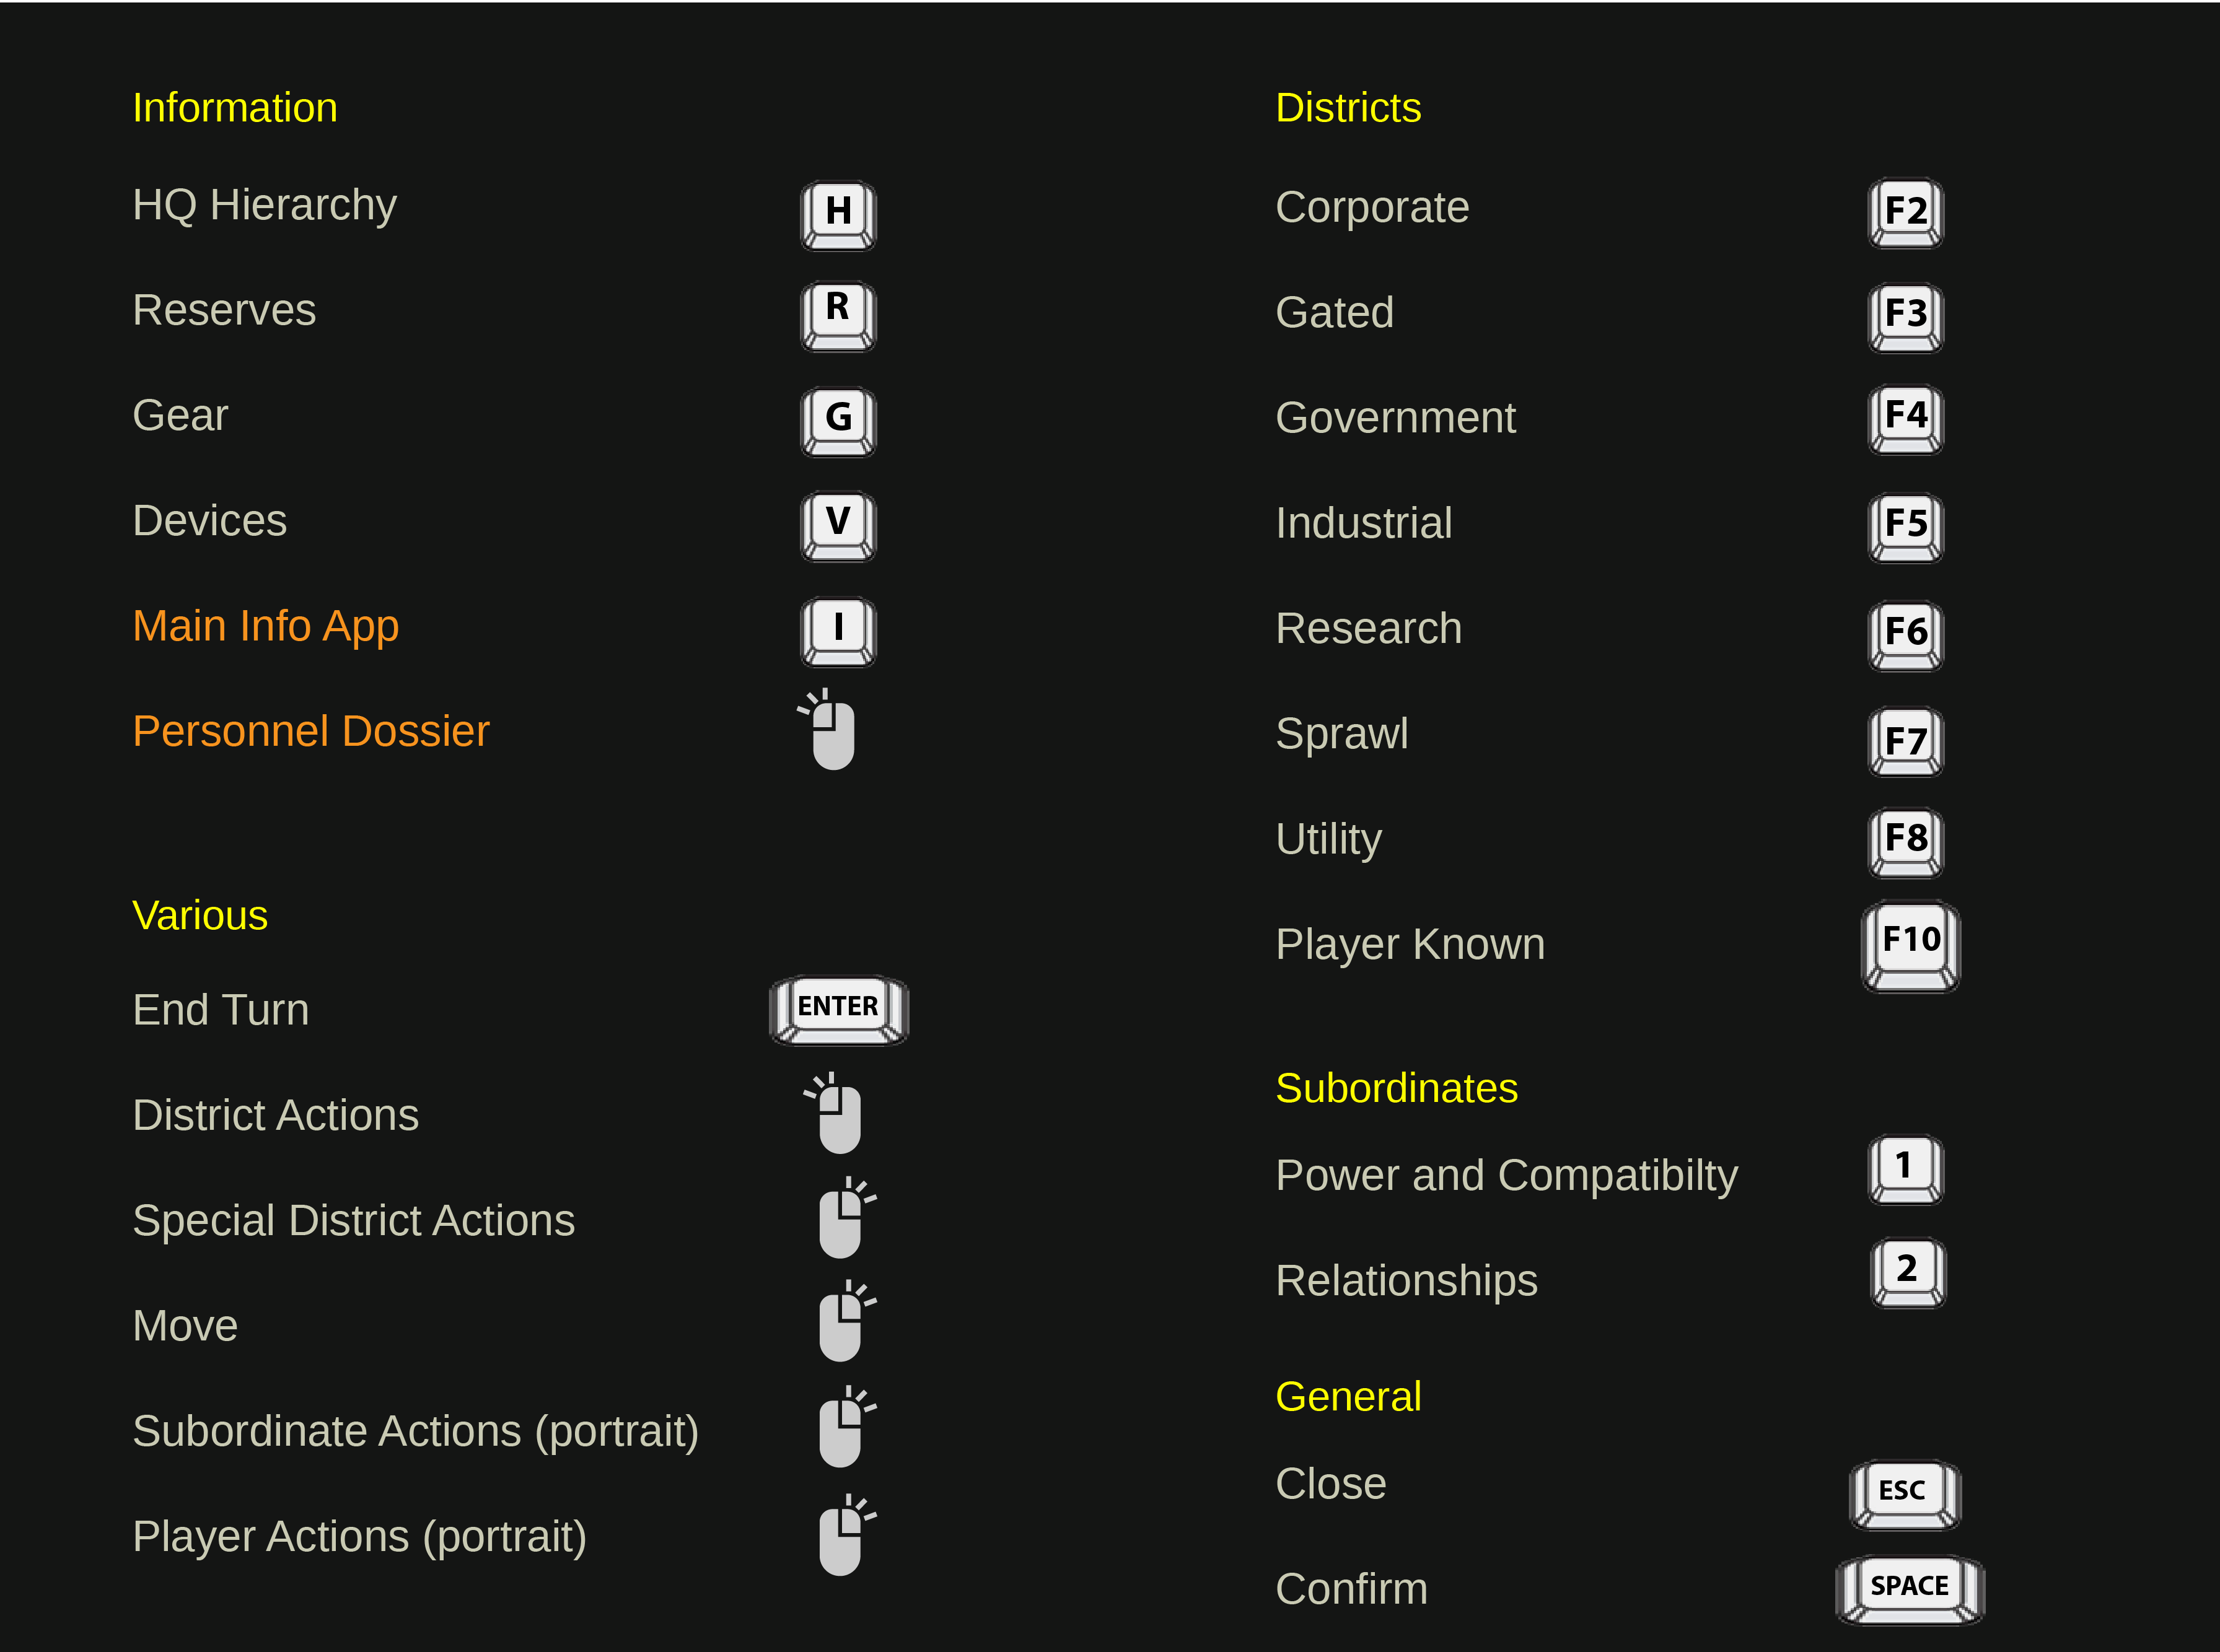 Information
HQ Hierarchy H
Reserves R
Gear G
Devices V
Main Info App I
Personnel Dossier
Various
End Turn ENTER
District Actions
Special District Actions
Move
Subordinate Actions (portrait)
Player Actions (portrait)
Districts
Corporate F2
Gated F3
Government F4
Industrial F5
Research F6
Sprawl F7
Utility F8
Player Known F10
Subordinates
Power and Compatibilty 1
Relationships 2
General
Close ESC
Confirm SPACE